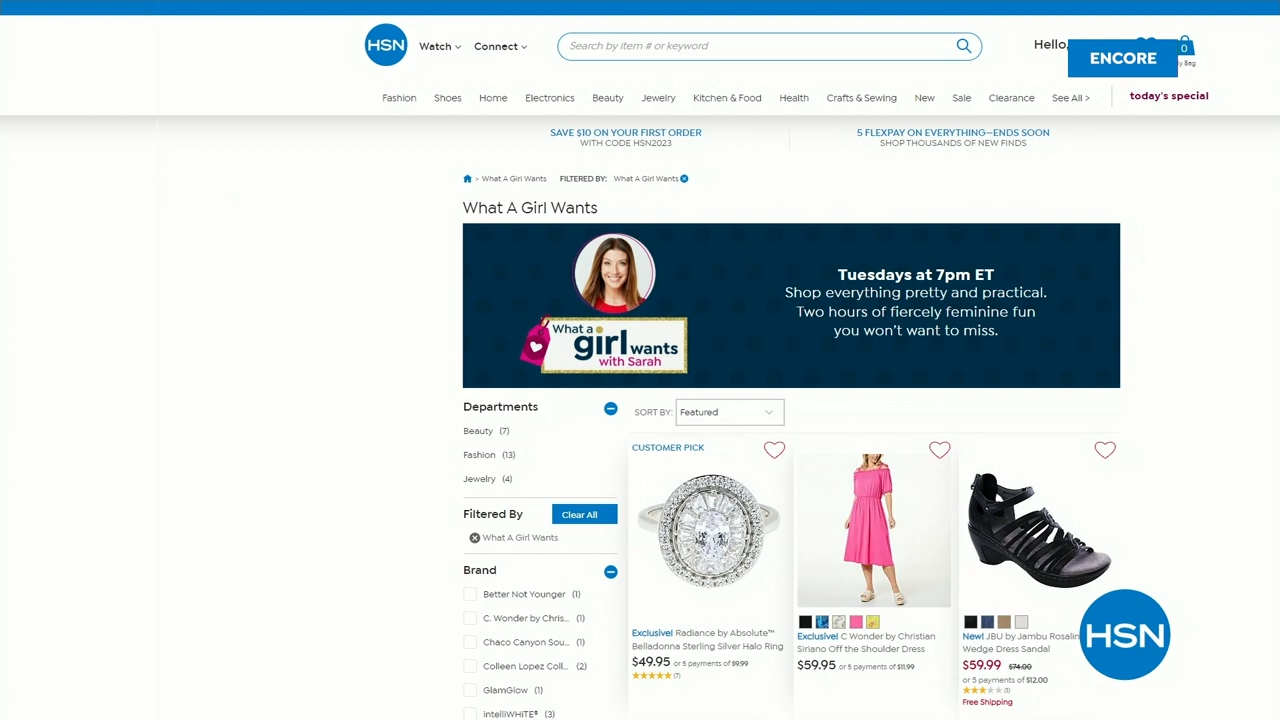 HSN
Watch
Connect
Search by item # or keyword
Hello,
0
ENCORE
Bag
Fashion
Shoes
Home
Electronics
Beauty
Jewelry
Kitchen & Food
Health
Crafts & Sewing
New
Sale
Clearance
See All >
today's special
SAVE $10 ON YOUR FIRST ORDER
WITH CODE HSN2023
5 FLEXPAY ON EVERYTHING—ENDS SOON
SHOP THOUSANDS OF NEW FINDS
> What A Girl Wants
FILTERED BY: What A Girl Wants
What A Girl Wants
What a
girl wants
with Sarah
Tuesdays at 7pm ET
Shop everything pretty and practical.
Two hours of fiercely feminine fun
you won't want to miss.
Departments
Beauty (7)
Fashion (13)
Jewelry (4)
Filtered By
Clear All
What A Girl Wants
Brand
Better Not Younger (1)
C. Wonder by Chris... (1)
Chaco Canyon Sou... (1)
Colleen Lopez Coll... (2)
GlamGlow (1)
intelliWHiTE® (3)
SORT BY: Featured
CUSTOMER PICK
Exclusive! Radiance by Absolute™
Belladonna Sterling Silver Halo Ring
$49.95 or 5 payments of $9.99
(7)
Exclusive! C Wonder by Christian
Siriano Off the Shoulder Dress
$59.95 or 5 payments of $11.99
New! JBU by Jambu Rosalin
Wedge Dress Sandal
$59.99 $74.00
or 5 payments of $12.00
(1)
Free Shipping
HSN